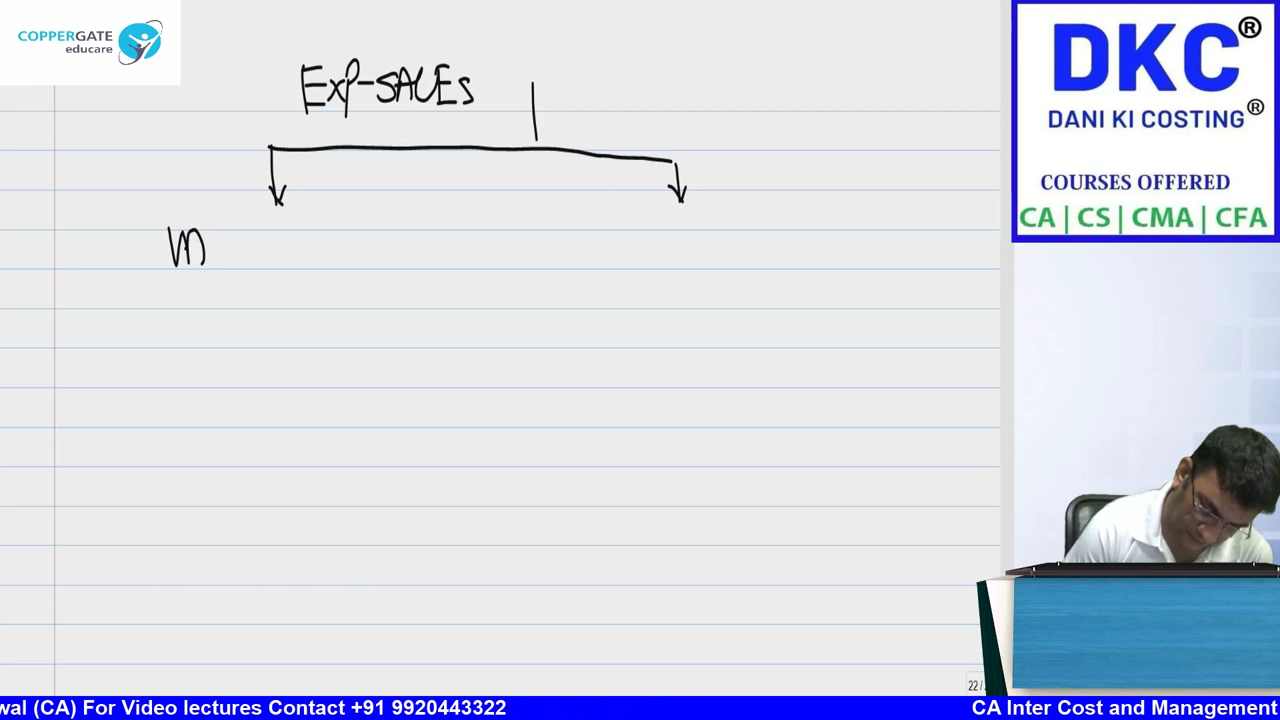 COPPERGATE
educare
EXP-SALES
m
DKC®
DANI KI COSTING®
COURSES OFFERED
CA | CS | CMA | CFA
22/
wal (CA) For Video lectures Contact +91 9920443322
CA Inter Cost and Management